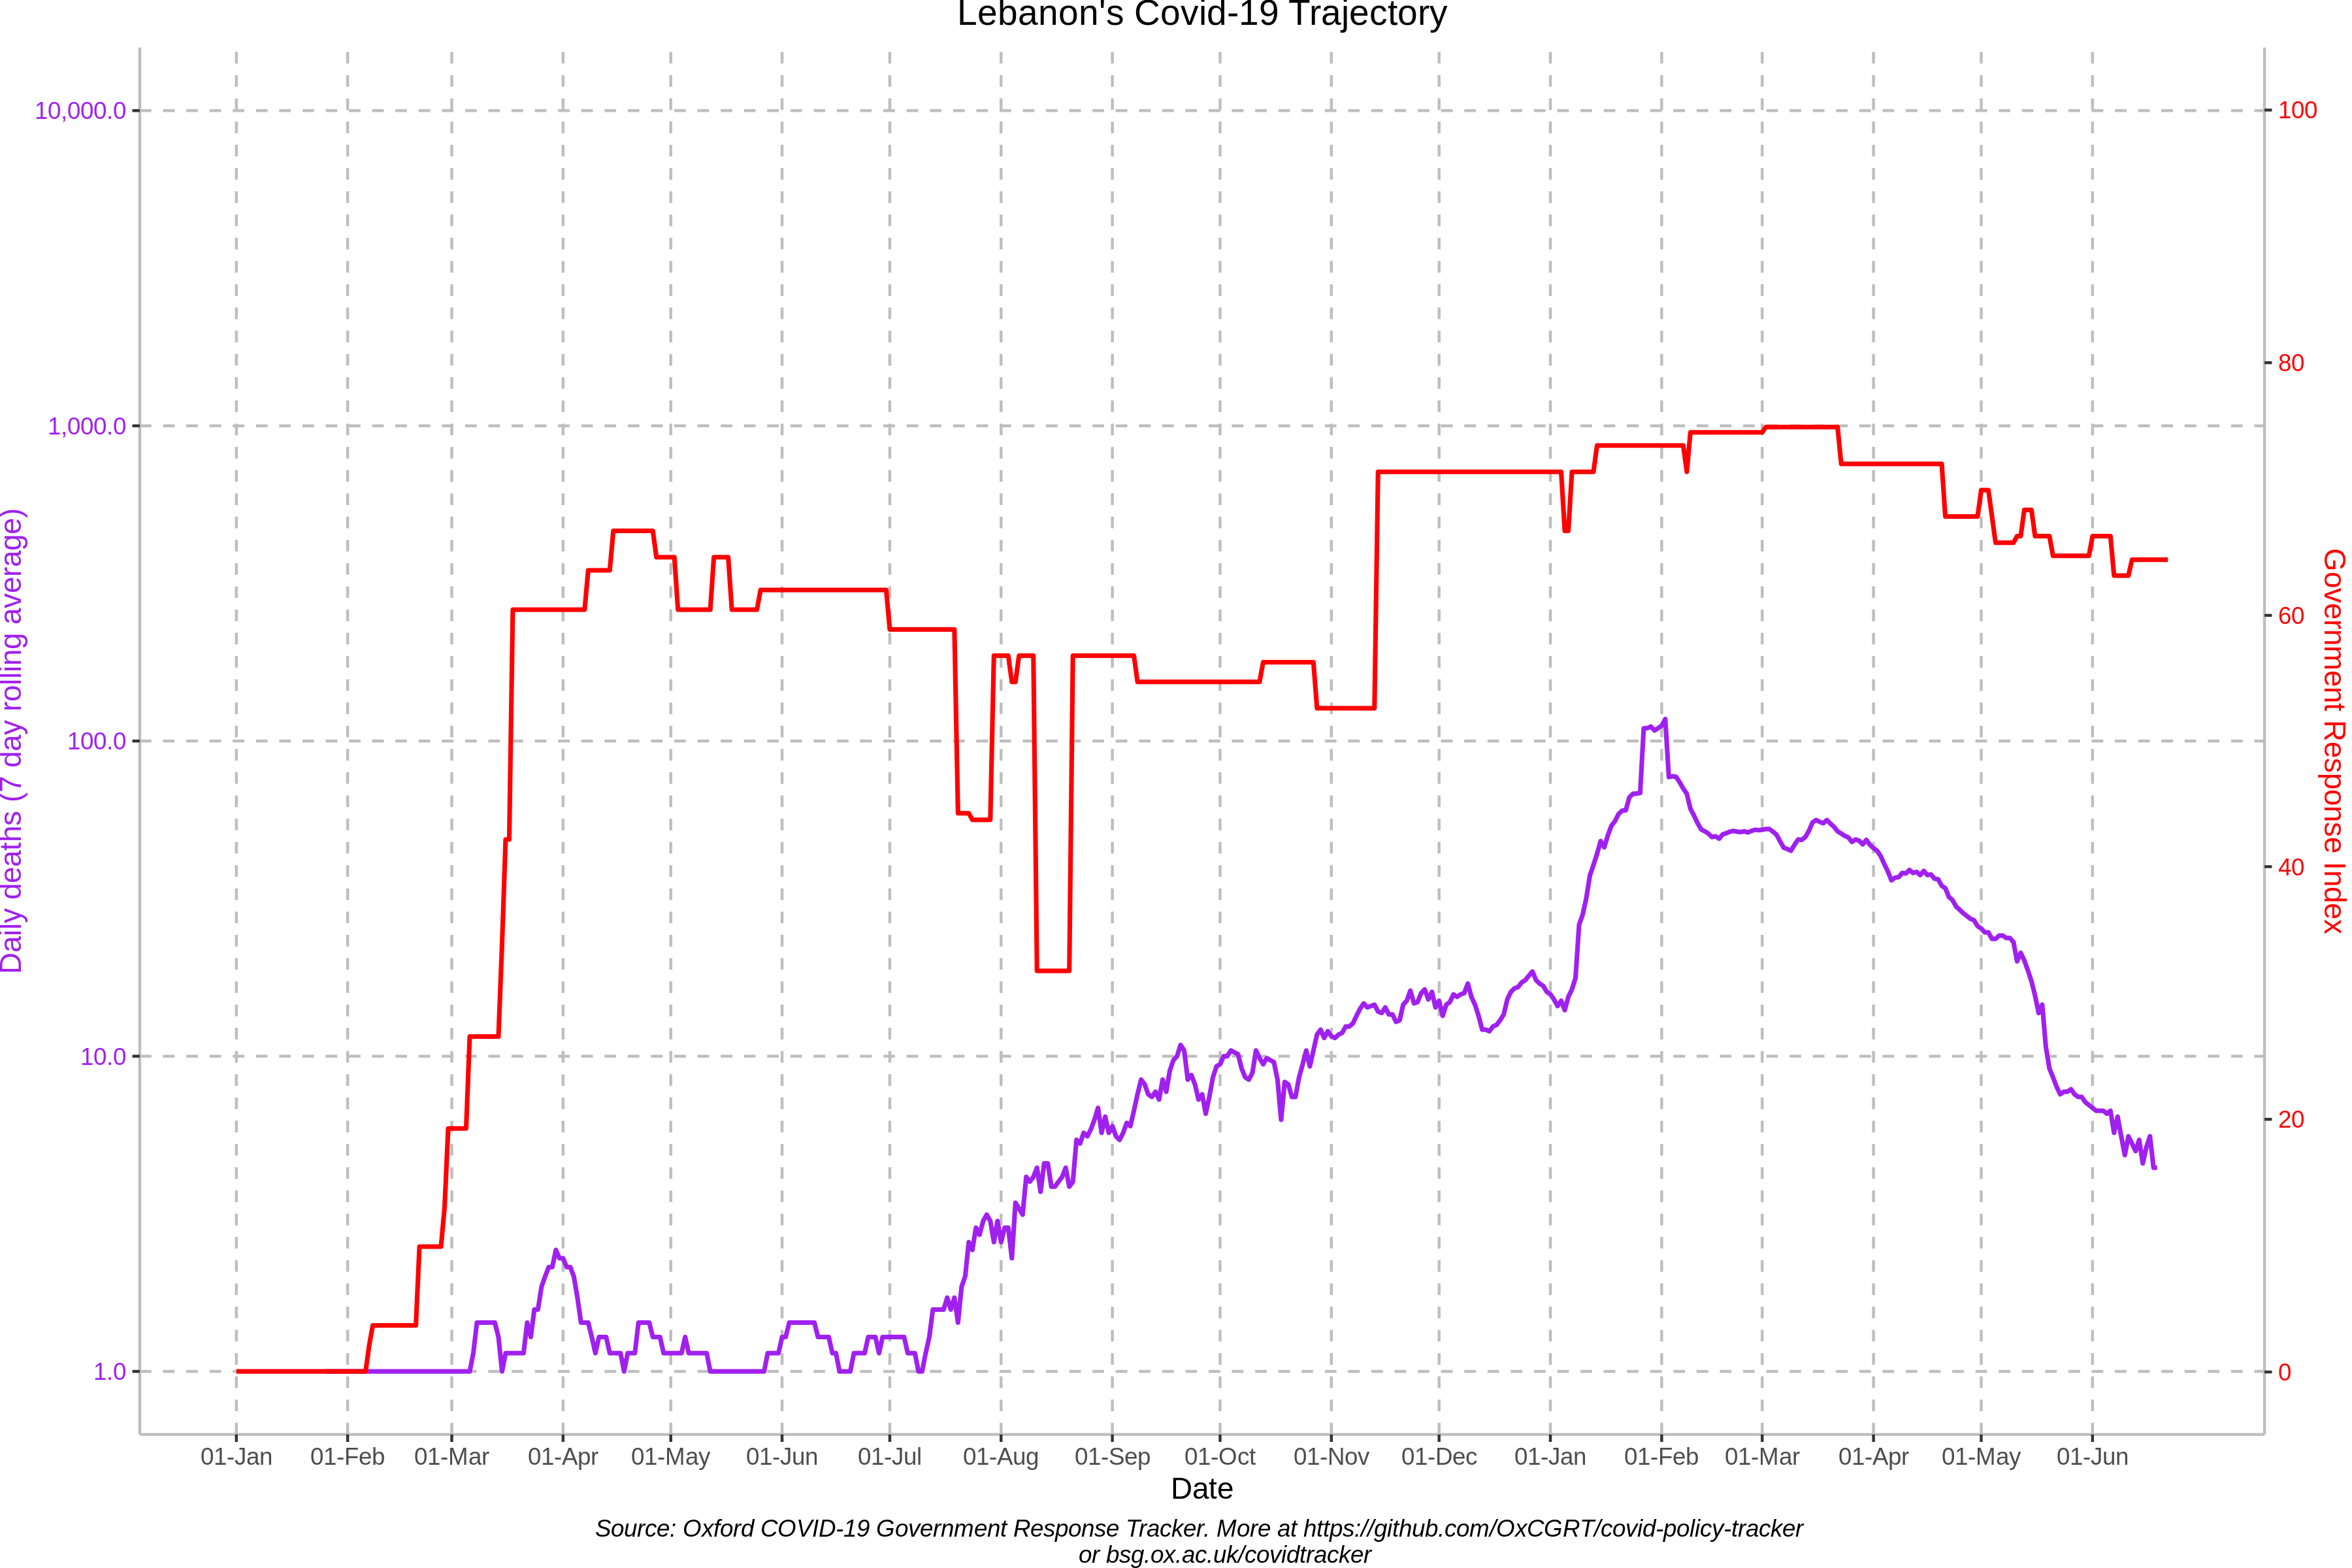 Lebanon's Covid-19 Trajectory
10,000.0
1,000.0
100.0
10.0
1.0
Daily deaths (7 day rolling average)
100
80
60
40
20
0
Government Response Index
01-Jan 01-Feb 01-Mar 01-Apr 01-May 01-Jun 01-Jul 01-Aug 01-Sep 01-Oct 01-Nov 01-Dec 01-Jan 01-Feb 01-Mar 01-Apr 01-May 01-Jun
Date
Source: Oxford COVID-19 Government Response Tracker. More at https://github.com/OxCGRT/covid-policy-tracker
or bsg.ox.ac.uk/covidtracker